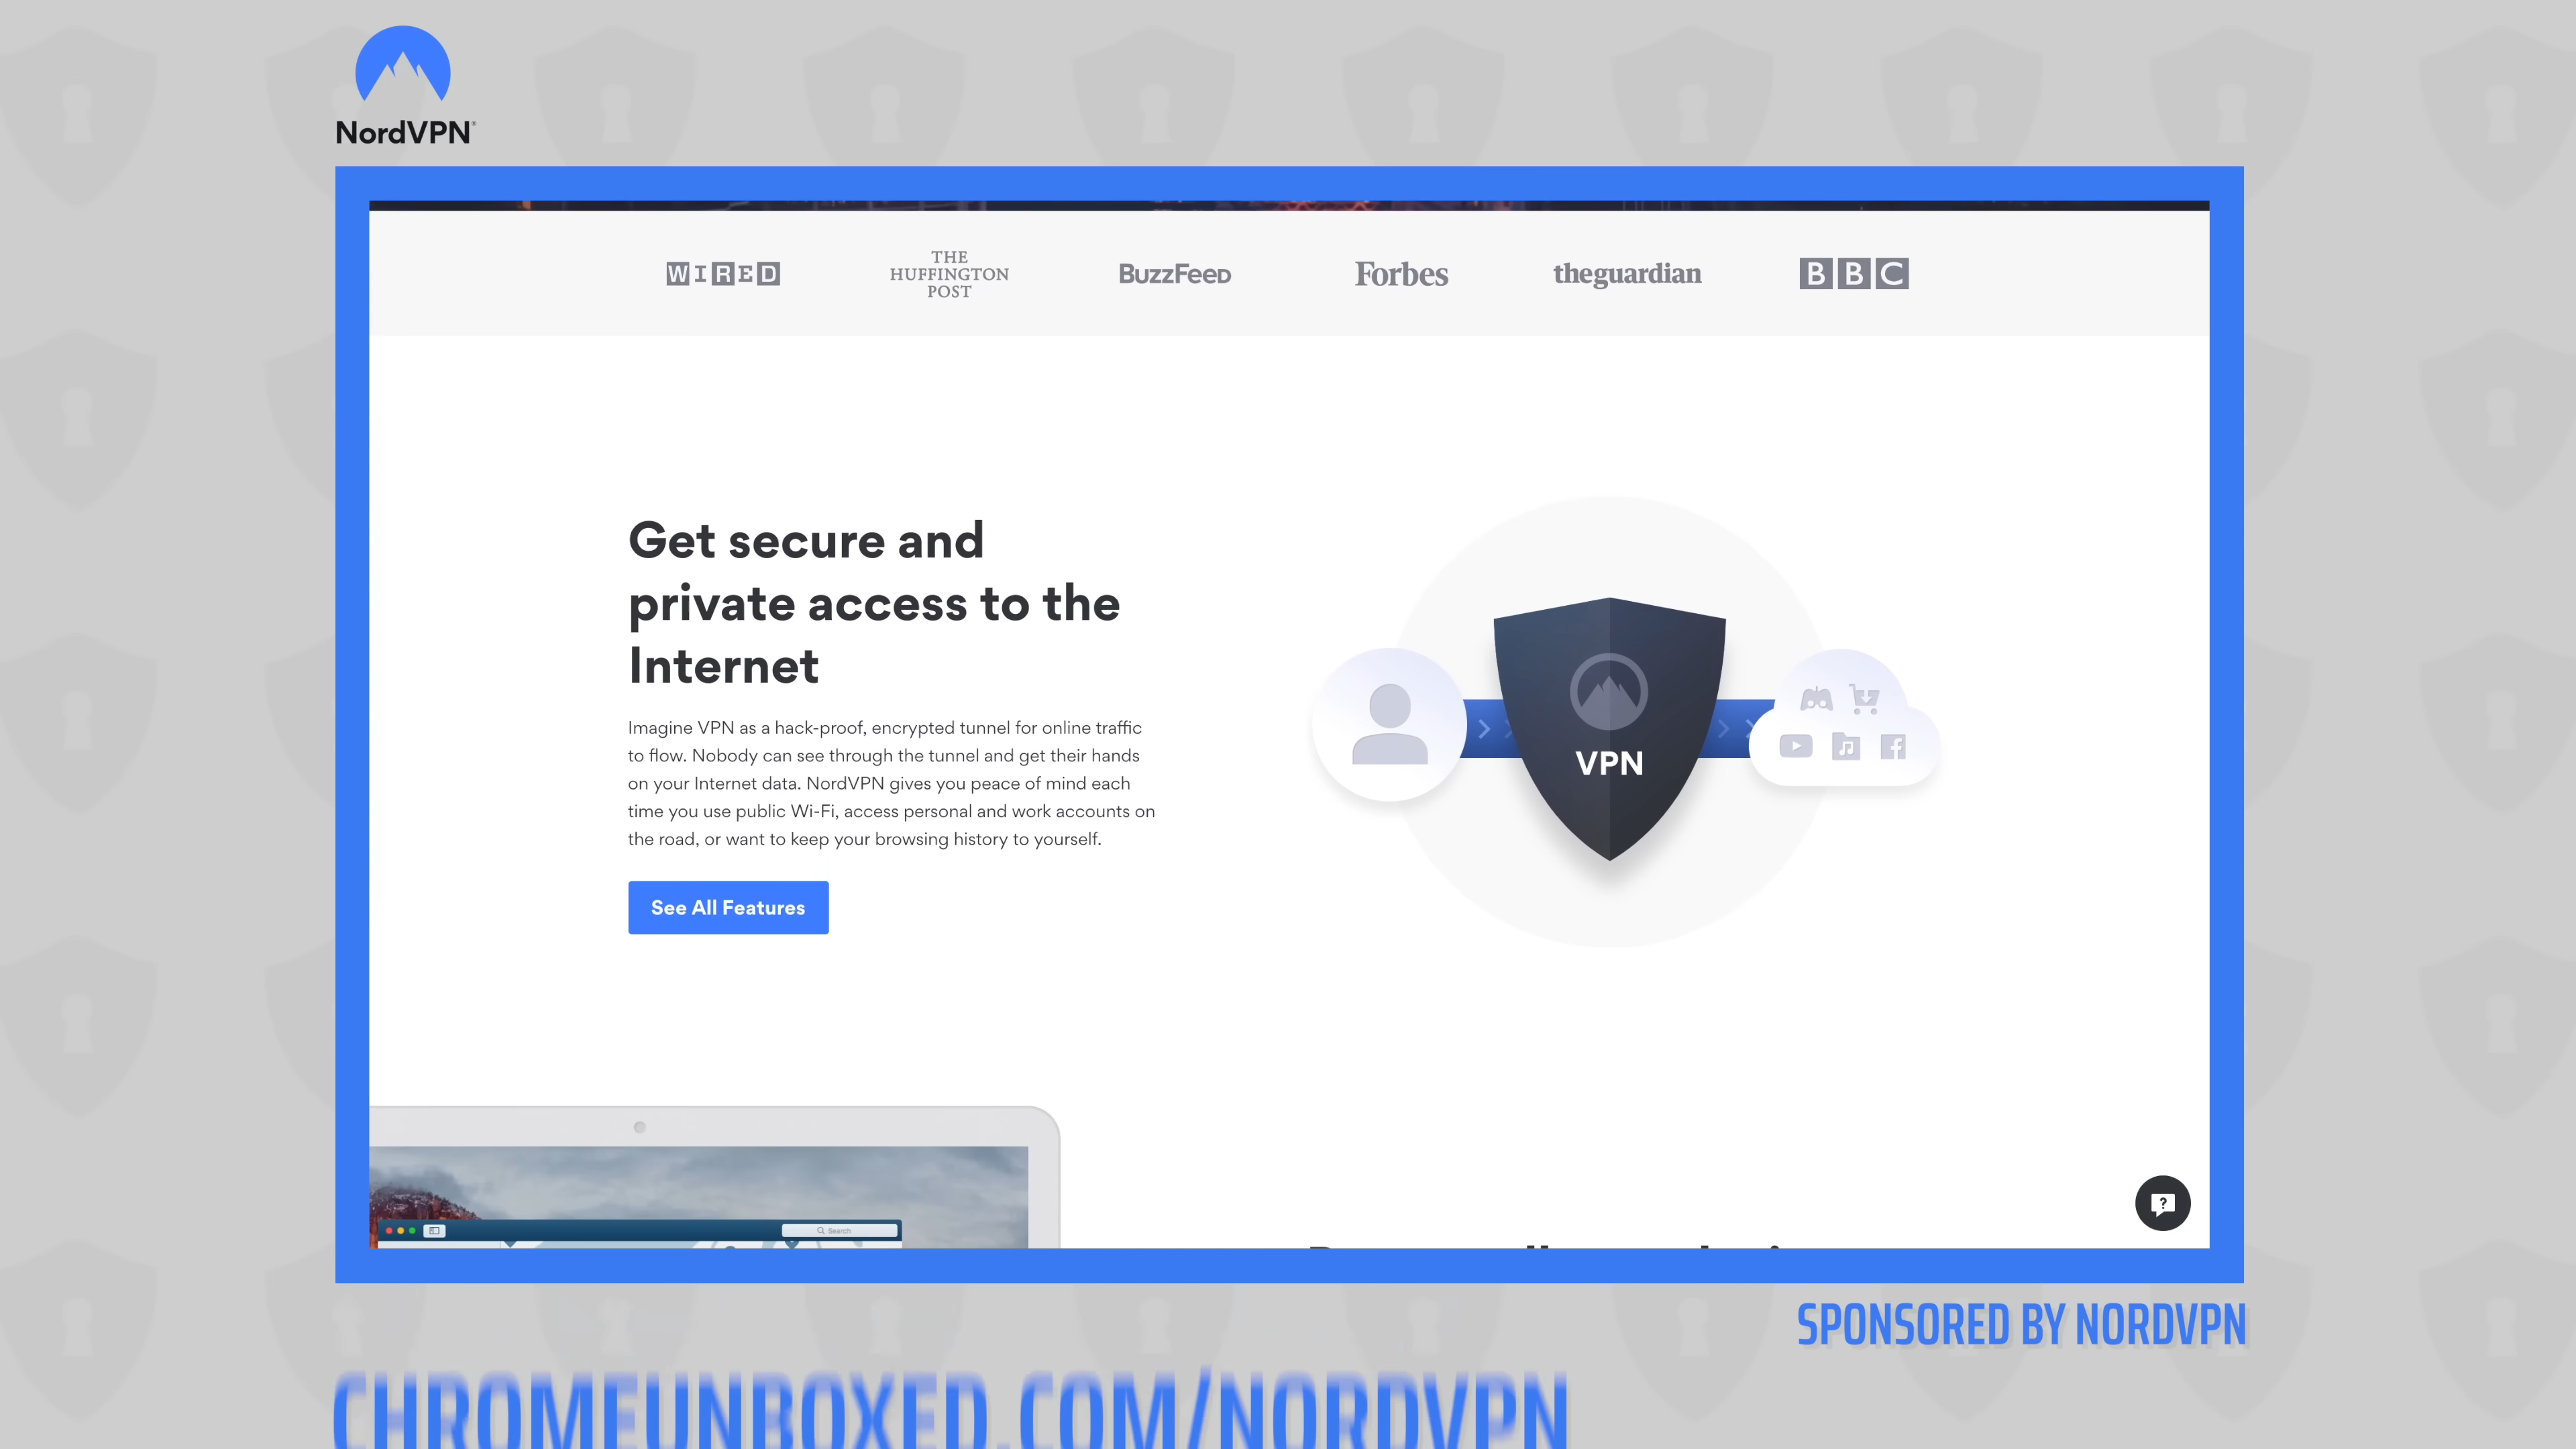 NordVPN®
WIRED
THE
HUFFINGTON
POST
BuzzFeed
Forbes
theguardian
BBC
Get secure and
private access to the
Internet
Imagine VPN as a hack-proof, encrypted tunnel for online traffic
to flow. Nobody can see through the tunnel and get their hands
on your Internet data. NordVPN gives you peace of mind each
time you use public Wi-Fi, access personal and work accounts on
the road, or want to keep your browsing history to yourself.
See All Features
VPN
?
Search
SPONSORED BY NORDVPN
CHROMEUNBOXED.COM/NORDVPN